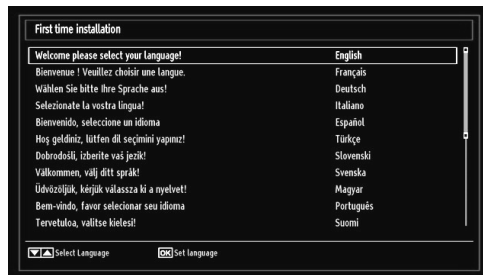 First time installation
Welcome please select your language! English
Bienvenue ! Veuillez choisir une langue. Français
Wählen Sie bitte Ihre Sprache aus! Deutsch
Selezionate la vostra lingua! Italiano
Bienvenido, seleccione un idioma Español
Hoş geldiniz, lütfen dil seçimini yapınız! Türkçe
Dobrodošli, izberite vaš jezik! Slovenski
Välkommen, välj ditt språk! Svenska
Üdvözöljük, kérjük válassza ki a nyelvet! Magyar
Bem-vindo, favor selecionar seu idioma Português
Tervetuloa, valitse kielesi! Suomi
Select Language OK Set language